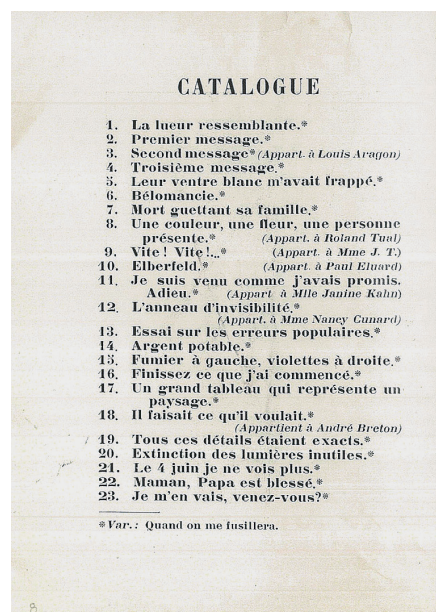 CATALOGUE
1. La lueur ressemblante.*
2. Premier message.*
3. Second message* (Appart. à Louis Aragon)
4. Troisième message.*
5. Leur ventre blanc m'avait frappé.*
6. Bélomancie.*
7. Mort guettant sa famille.*
8. Une couleur, une fleur, une personne
présente.* (Appart. à Roland Tual)
9. Vite ! Vite !...* (Appart. à Mme J. T.)
10. Elberfeld.* (Appart. à Paul Eluard)
11. Je suis venu comme j'avais promis.
Adieu.* (Appart à Mlle Janine Kahn)
12. L'anneau d'invisibilité.*
(Appart. à Mme Nancy Cunard)
13. Essai sur les erreurs populaires.*
14. Argent potable.*
15. Fumier à gauche, violettes à droite.*
16. Finissez ce que j'ai commencé.*
17. Un grand tableau qui représente un
paysage.*
18. Il faisait ce qu'il voulait.*
(Appartient à André Breton)
19. Tous ces détails étaient exacts.*
20. Extinction des lumières inutiles.*
21. Le 4 juin je ne vois plus.*
22. Maman, Papa est blessé.*
23. Je m'en vais, venez-vous?*
* Var. : Quand on me fusillera.
8